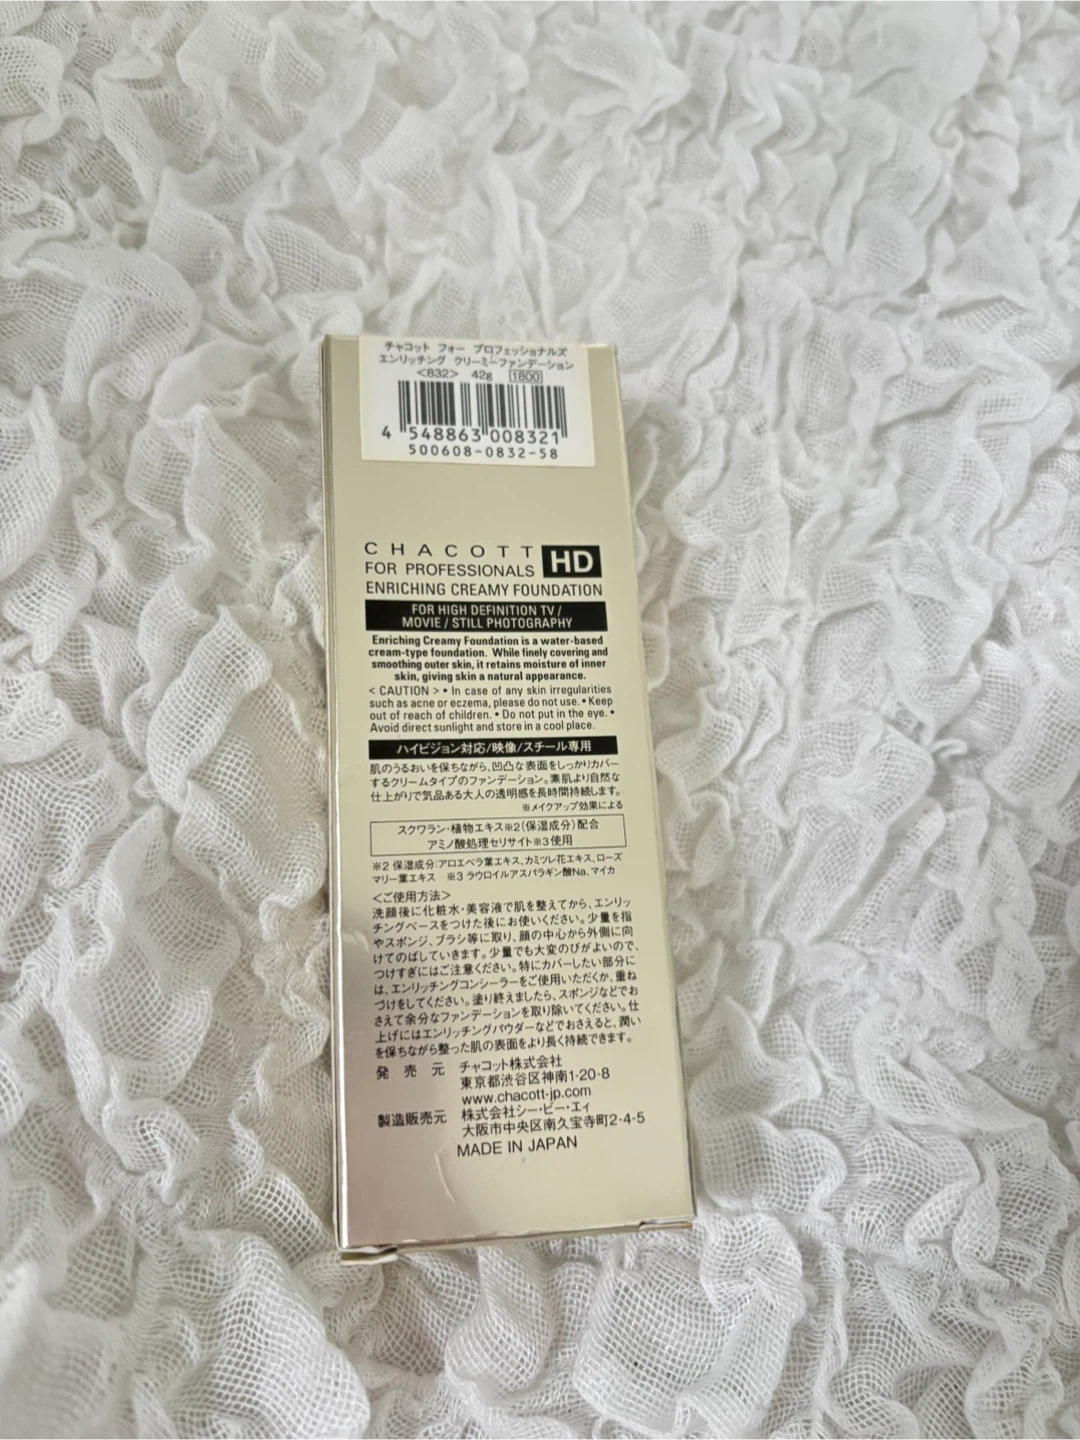 チャコット フォー プロフェッショナルズ
エンリッチング クリーミーファンデーション
<832> 42g 1800
4 548863 008321
500608-0832-58
CHACOTT
FOR PROFESSIONALS HD
ENRICHING CREAMY FOUNDATION
FOR HIGH DEFINITION TV /
MOVIE / STILL PHOTOGRAPHY
Enriching Creamy Foundation is a water-based
cream-type foundation. While finely covering and
smoothing outer skin, it retains moisture of inner
skin, giving skin a natural appearance.
< CAUTION > • In case of any skin irregularities
such as acne or eczema, please do not use. • Keep
out of reach of children. • Do not put in the eye. •
Avoid direct sunlight and store in a cool place.
ハイビジョン対応/映像/スチール専用
肌のうるおいを保ちながら、凹凸な表面をしっかりカバー
するクリームタイプのファンデーション。素肌より自然な
仕上がりで気品ある大人の透明感を長時間持続します。
※メイクアップ効果による
スクワラン・植物エキス※2(保湿成分)配合
アミノ酸処理セリサイト※3使用
※2 保湿成分:アロエベラ葉エキス、カミツレ花エキス、ローズ
マリー葉エキス ※3 ラウロイルアスパラギン酸Na、マイカ
<ご使用方法>
洗顔後に化粧水・美容液で肌を整えてから、エンリッ
チングベースをつけた後にお使いください。少量を指
やスポンジ、ブラシ等に取り、顔の中心から外側に向
けてのばしていきます。少量でも大変のびがよいので、
つけすぎにはご注意ください。特にカバーしたい部分に
は、エンリッチングコンシーラーをご使用いただくか、重ね
づけをしてください。塗り終えましたら、スポンジなどでお
さえて余分なファンデーションを取り除いてください。仕
上げにはエンリッチングパウダーなどでおさえると、潤い
を保ちながら整った肌の表面をより長く持続できます。
発売元 チャコット株式会社
東京都渋谷区神南1-20-8
www.chacott-jp.com
製造販売元 株式会社シー・ビー・エィ
大阪市中央区南久宝寺町2-4-5
MADE IN JAPAN